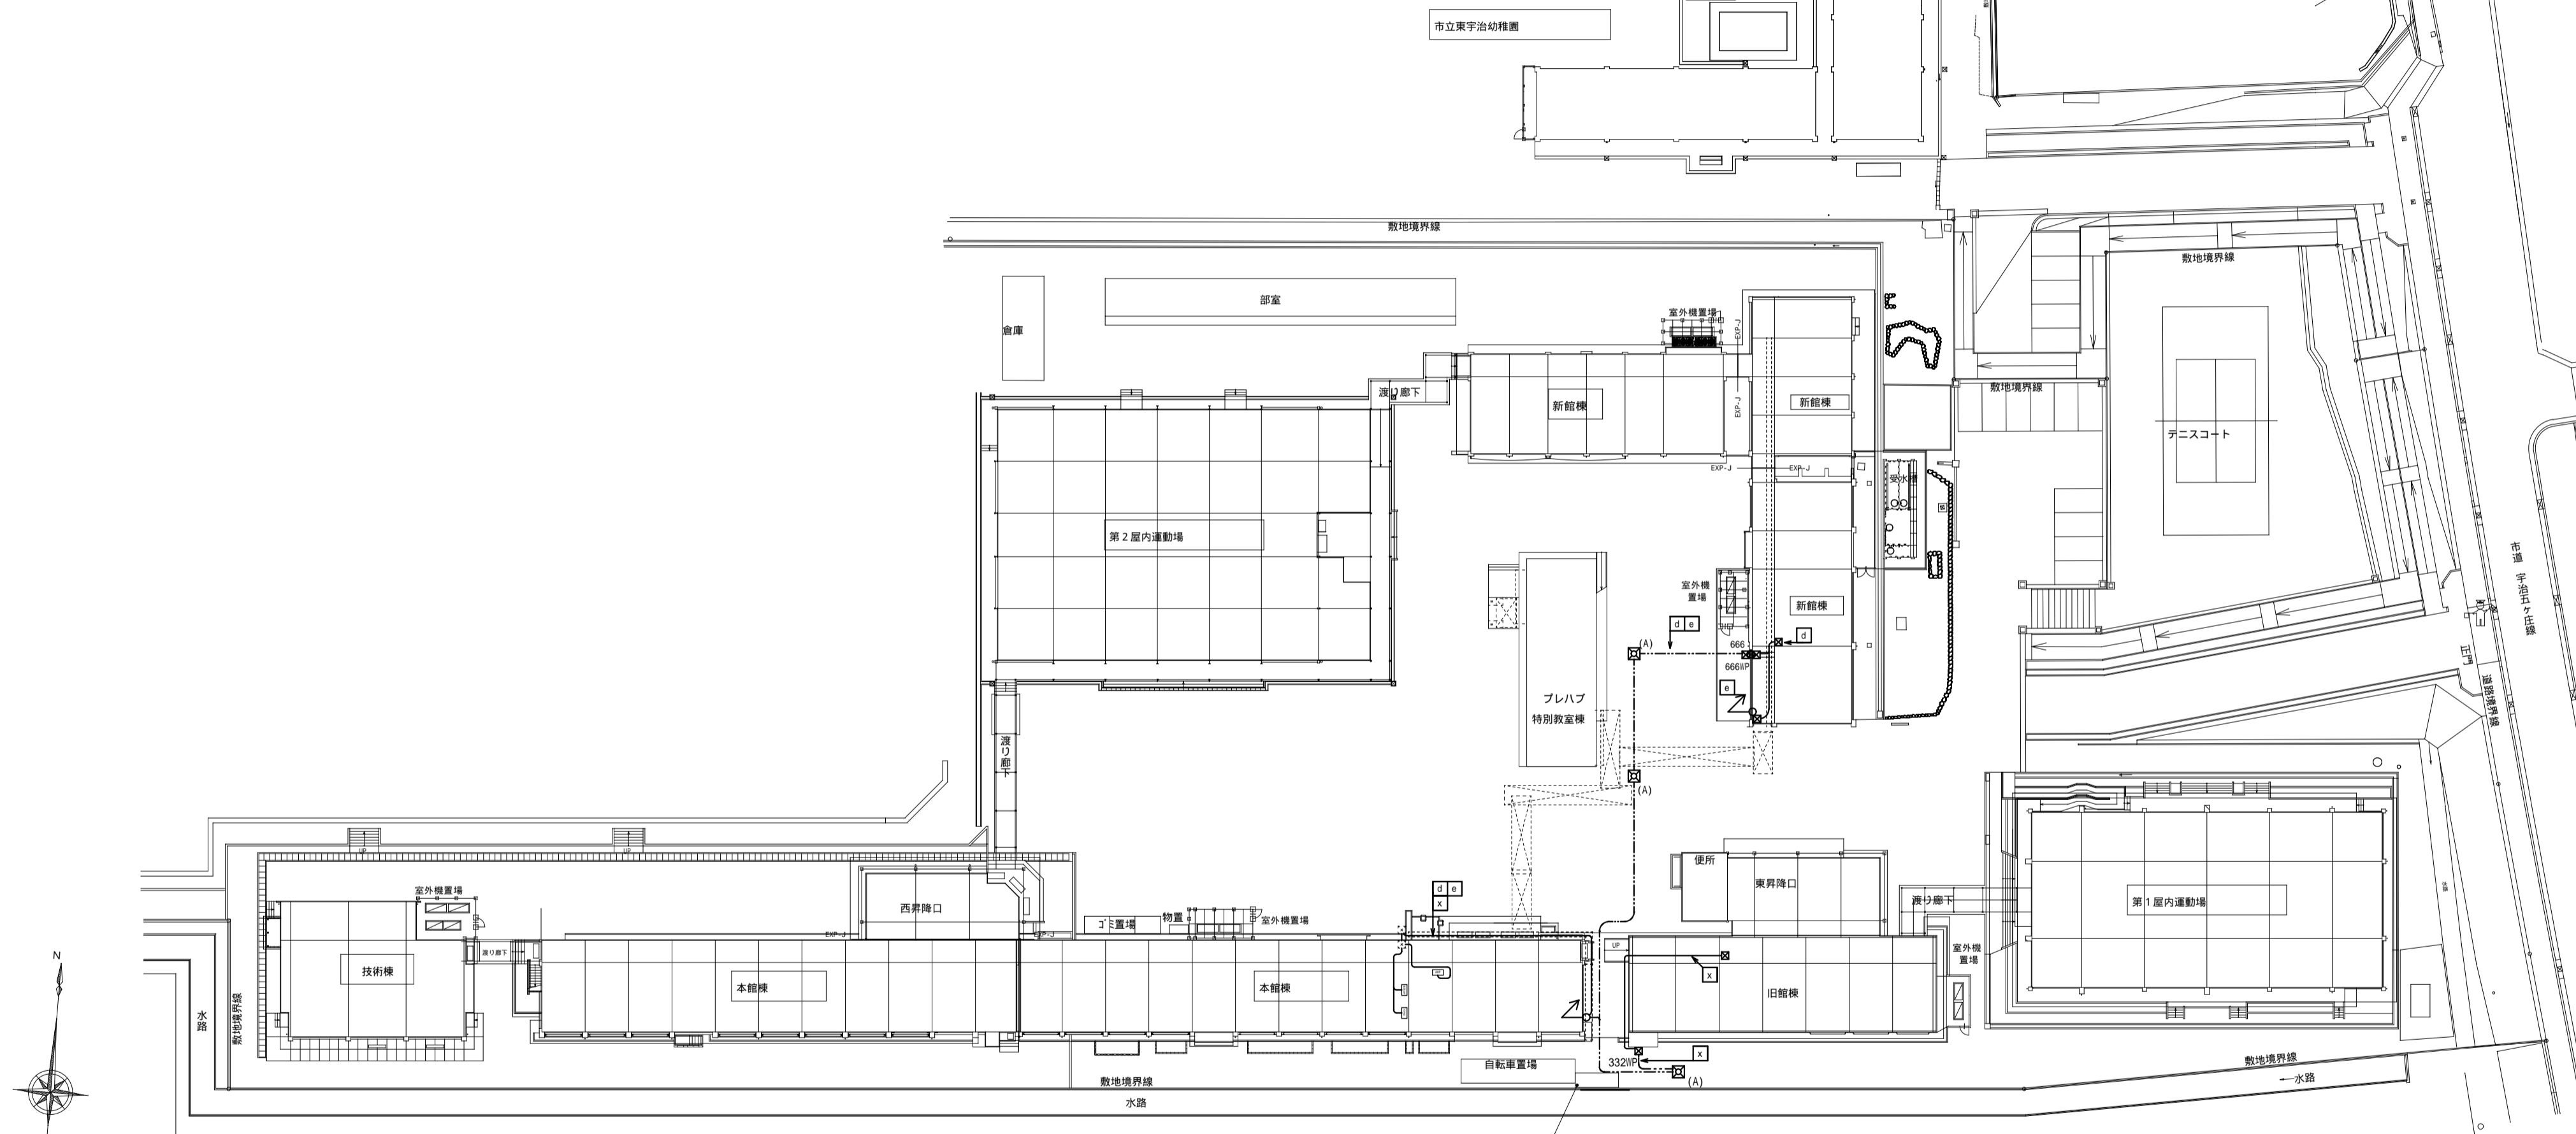 市立東宇治幼稚園
敷地境界線
敷地境界線
部室
倉庫
室外機置場
EXP-J
渡り廊下
新館棟
EXP-J
新館棟
敷地境界線
テニスコート
EXP-J
EXP-J
受水槽
第2屋内運動場
室外機
置場
新館棟
市道 宇治五ヶ庄線
d e
d
(A)
666
666WP
正門
e
プレハブ
特別教室棟
道路境界線
渡り廊下
(A)
UP
UP
便所
東昇降口
室外機置場
d e
x
西昇降口
ゴミ置場
物置
室外機置場
渡り廊下
第1屋内運動場
水路
EXP-J
EXP-J
UP
室外機
置場
渡り廊下
技術棟
x
本館棟
本館棟
旧館棟
N
水路
敷地境界線
x
332WP
自転車置場
(A)
敷地境界線
敷地境界線
水路
水路